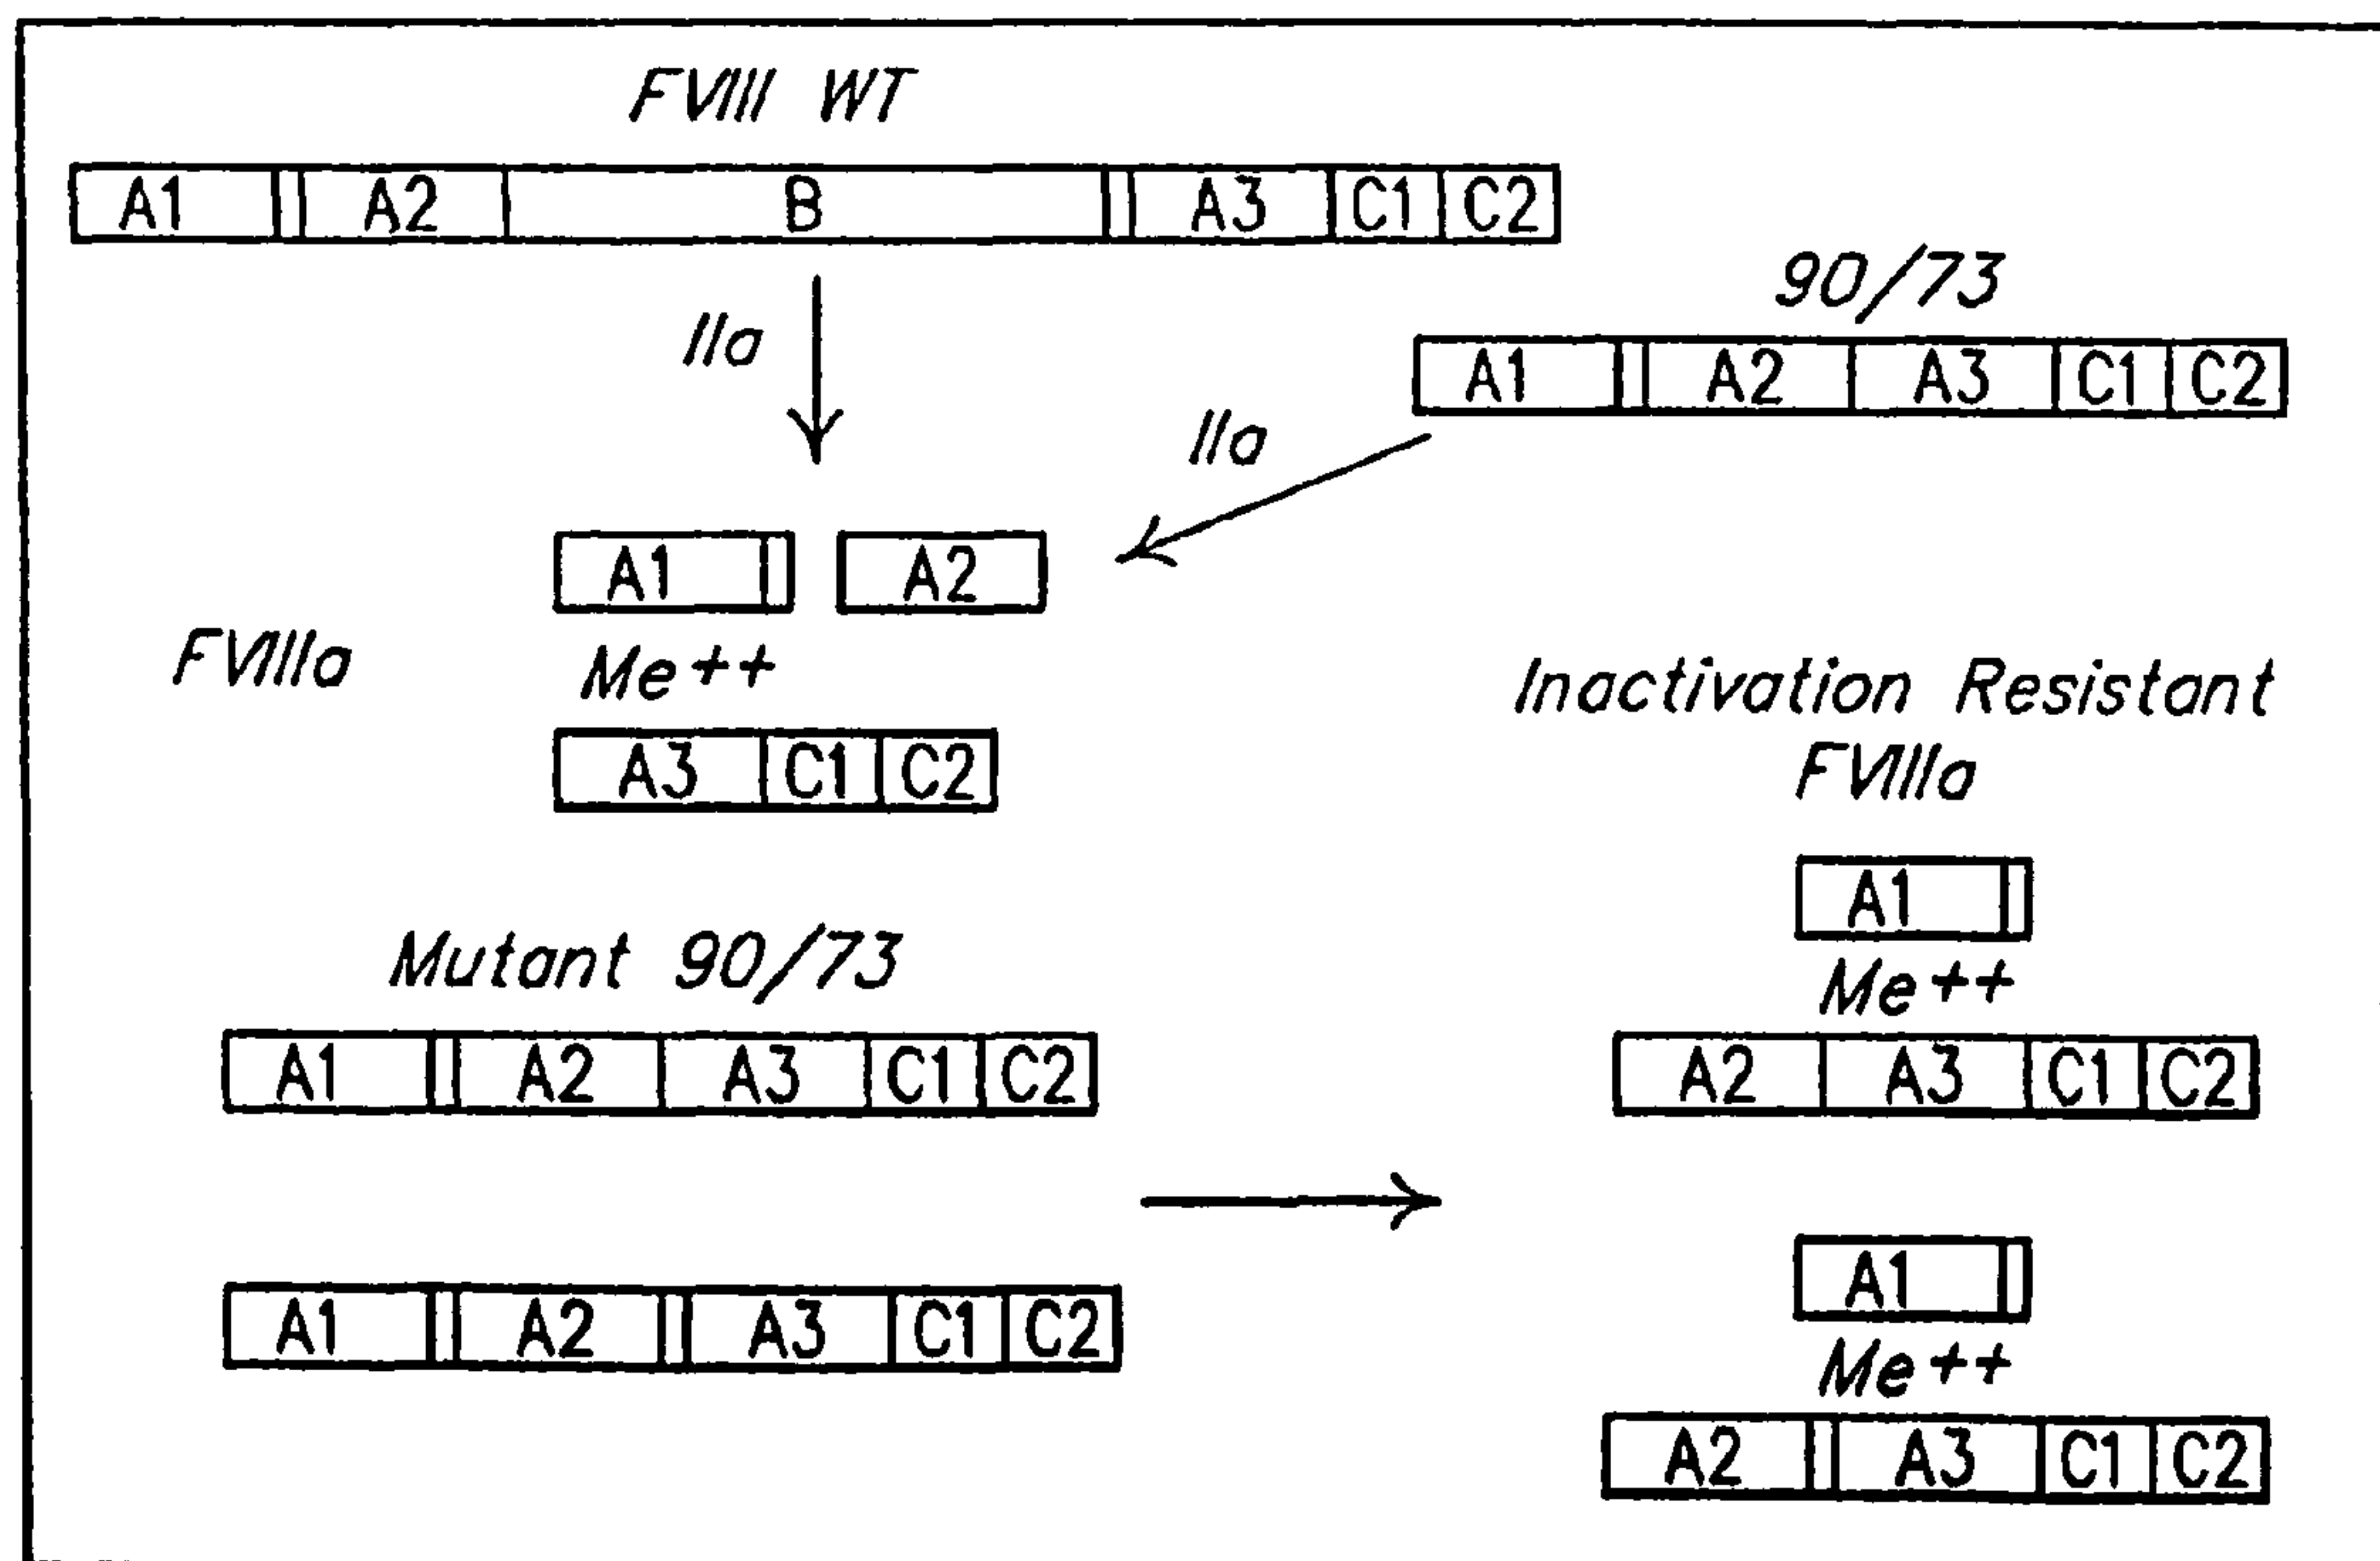 FVIII WT
A1 A2 B A3 C1 C2
90/73
IIa
A1 A2 A3 C1 C2
IIa
A1 A2
FVIIIa
Me++
Inactivation Resistant
FVIIIa
A3 C1 C2
A1
Mutant 90/73
Me++
A1 A2 A3 C1 C2
A2 A3 C1 C2
A1
A1 A2 A3 C1 C2
Me++
A2 A3 C1 C2